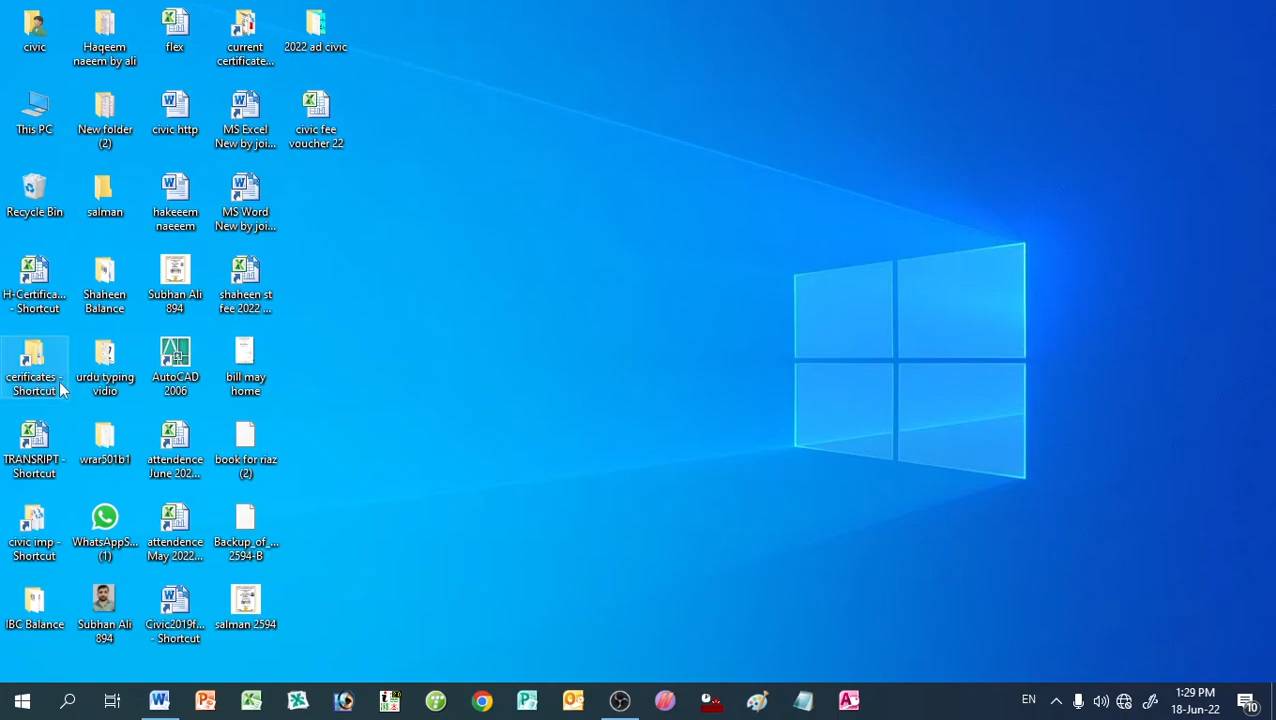 civic
Haqeem
naeem by ali
flex
current
certificate...
2022 ad civic
This PC
New folder
(2)
civic http
MS Excel
New by joi...
civic fee
voucher 22
Recycle Bin
salman
hakeeem
naeeem
MS Word
New by joi...
H-Certifica...
- Shortcut
Shaheen
Balance
Subhan Ali
894
shaheen st
fee 2022 ...
cerificates -
Shortcut
urdu typing
vidio
AutoCAD
2006
bill may
home
TRANSRIPT -
Shortcut
wrar501b1
attendence
June 202...
book for riaz
(2)
civic imp -
Shortcut
WhatsAppS...
(1)
attendence
May 2022...
Backup_of_...
2594-B
IBC Balance
Subhan Ali
894
Civic2019f...
- Shortcut
salman 2594
EN
1:29 PM
18-Jun-22
10